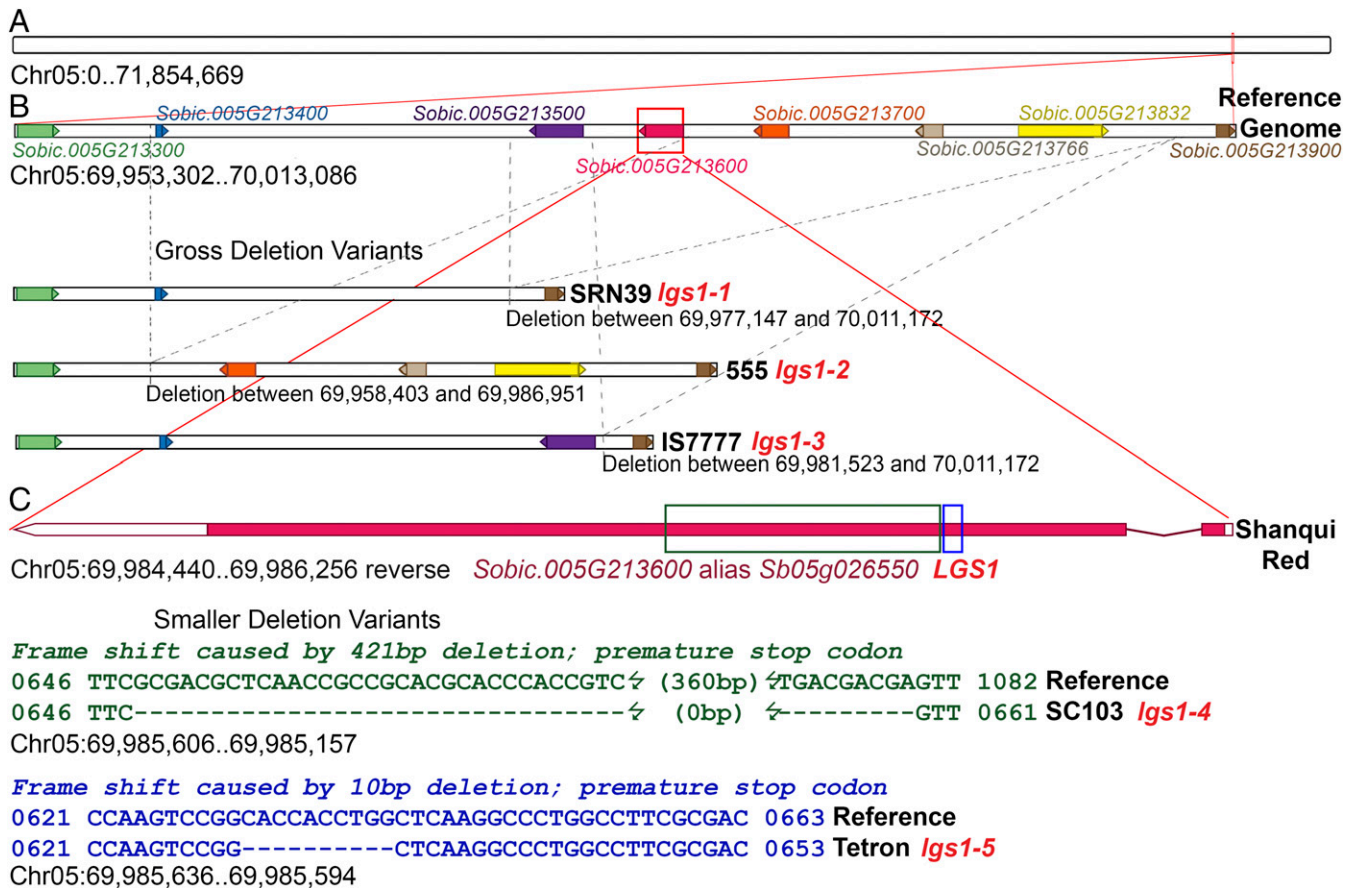 A
Chr05:0..71,854,669
B
Sobic.005G213400 Sobic.005G213500 Sobic.005G213700 Sobic.005G213832 Reference
Genome
Sobic.005G213300 Sobic.005G213600 Sobic.005G213766 Sobic.005G213900
Chr05:69,953,302..70,013,086
Gross Deletion Variants
SRN39 lgs1-1
Deletion between 69,977,147 and 70,011,172
555 lgs1-2
Deletion between 69,958,403 and 69,986,951
IS7777 lgs1-3
Deletion between 69,981,523 and 70,011,172
C
Shanqui
Red
Chr05:69,984,440..69,986,256 reverse Sobic.005G213600 alias Sb05g026550 LGS1
Smaller Deletion Variants
Frame shift caused by 421bp deletion; premature stop codon
0646 TTCGCGACGCTCAACCGCCGCACGCACCCACCGTC (360bp) TGACGACGAGTT 1082 Reference
0646 TTC-------------------------------- (0bp) ---------GTT 0661 SC103 lgs1-4
Chr05:69,985,606..69,985,157
Frame shift caused by 10bp deletion; premature stop codon
0621 CCAAGTCCGGCACCACCTGGCTCAAGGCCCTGGCCTTCGCGAC 0663 Reference
0621 CCAAGTCCGG----------CTCAAGGCCCTGGCCTTCGCGAC 0653 Tetron lgs1-5
Chr05:69,985,636..69,985,594